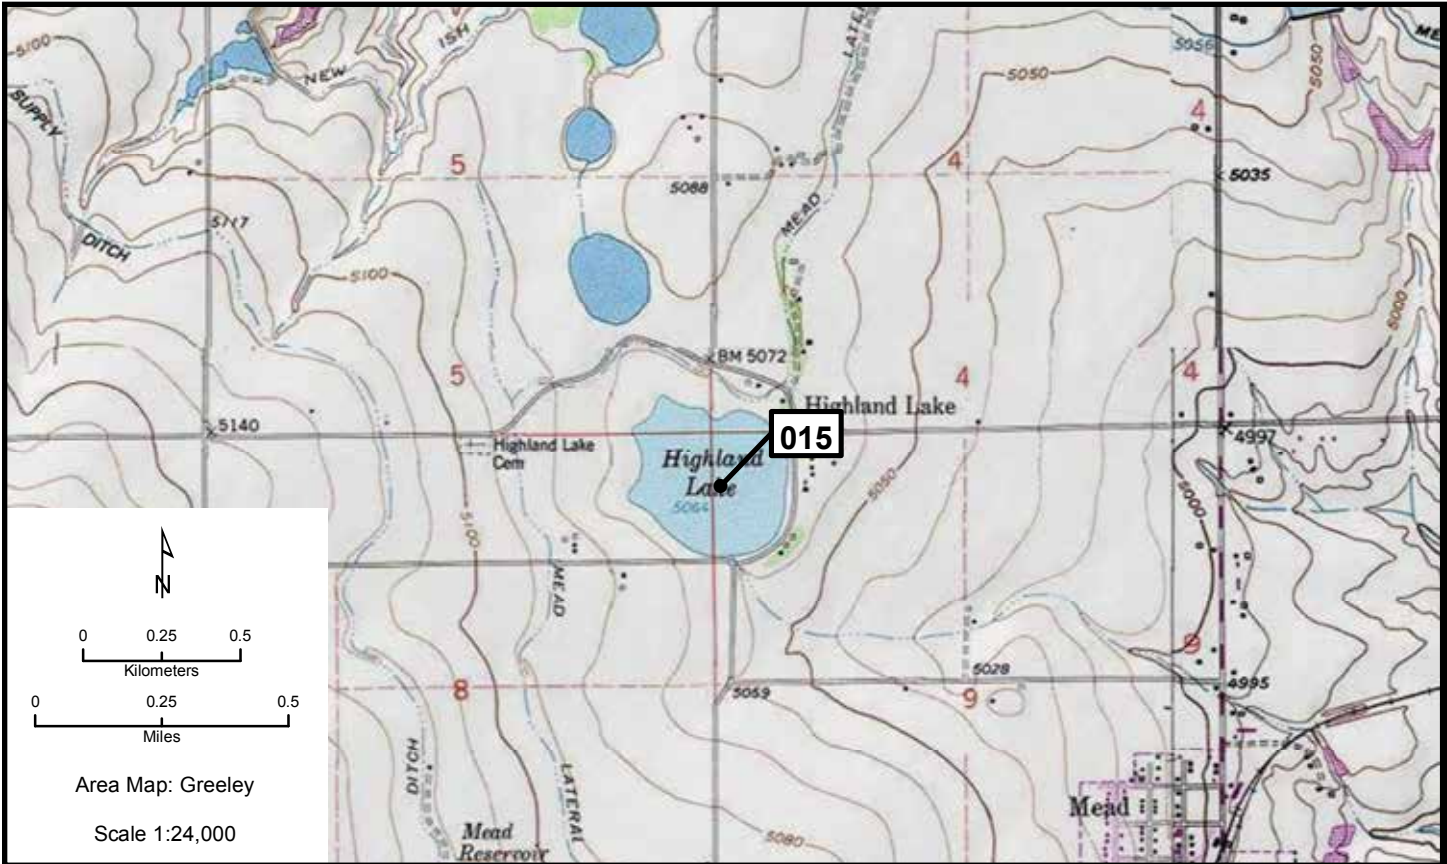 5100
SUPPLY
DITCH
NEW
ISH
5117
5100
5
5088
LATE
MEAD
5050
5056
4
4
5035
5050
ME
5000
5
4
4
BM 5072
5140
Highland Lake
Cem
Highland Lake
015
Highland
Lake
5064
4997
5050
5000
5100
MEAD
9
5028
4995
8
5059
9
DITCH
LATERAL
Mead
Reservoir
5080
Mead
N
0 0.25 0.5
Kilometers
0 0.25 0.5
Miles
Area Map: Greeley
Scale 1:24,000